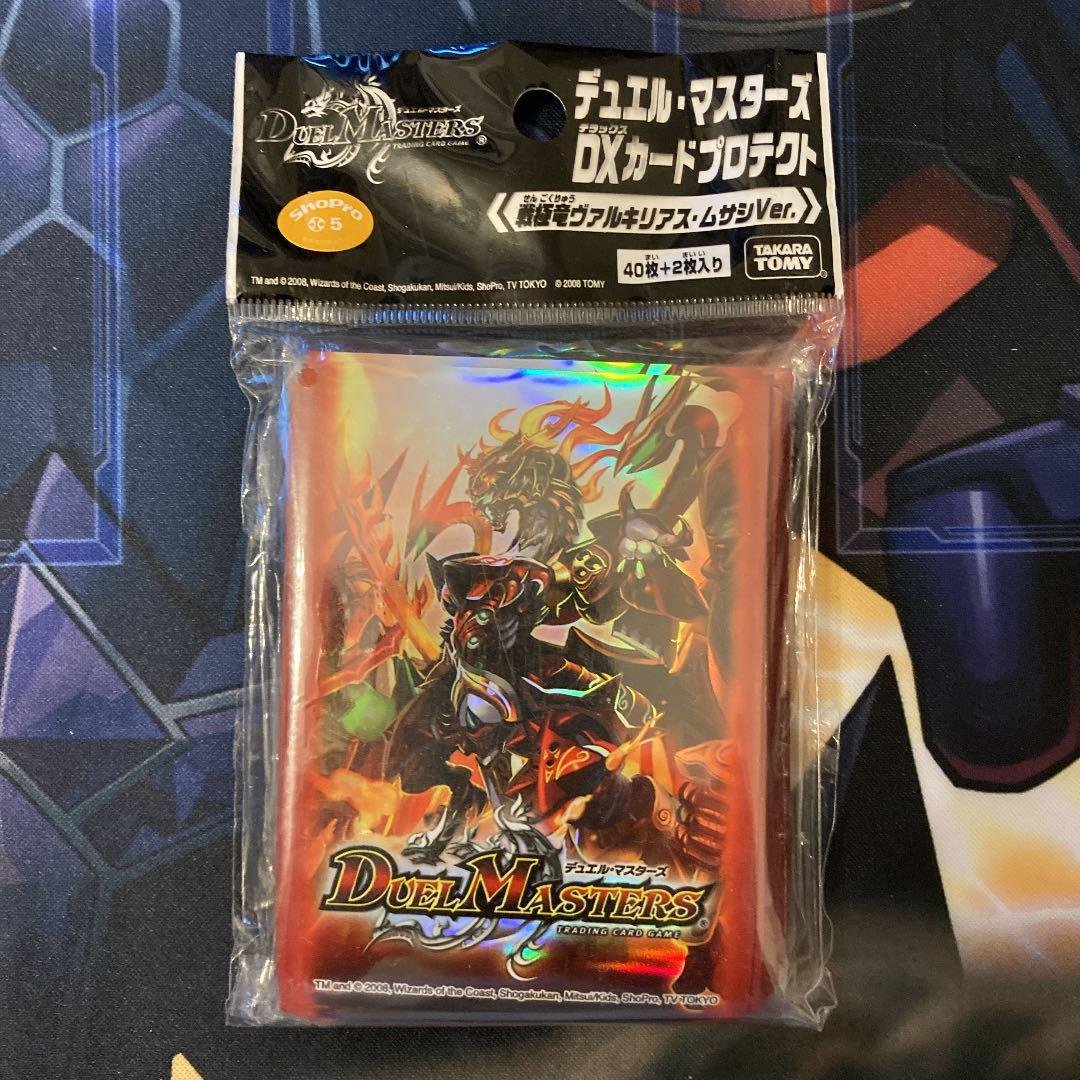 デュエル・マスターズ
DUEL MASTERS
TRADING CARD GAME ®
デュエル・マスターズ
デラックス
DXカードプロテクト
せんごくりゅう
《戦極竜ヴァルキリアス・ムサシVer.》
ShoPro
5
まい まいい
40枚+2枚入り
TAKARA
TOMY
TM and © 2008, Wizards of the Coast, Shogakukan, Mitsui/Kids, ShoPro, TV TOKYO © 2008 TOMY
デュエル・マスターズ
DUEL MASTERS
®
TRADING CARD GAME
TM and © 2008, Wizards of the Coast, Shogakukan, Mitsui/Kids, ShoPro, TV TOKYO